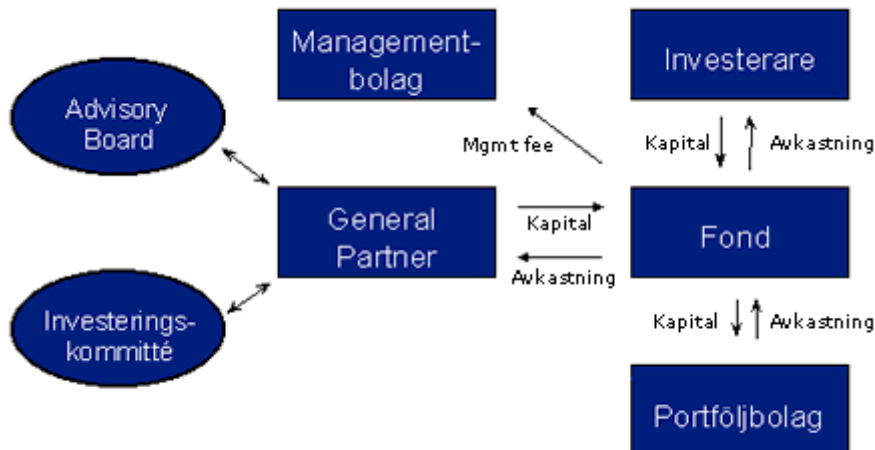 Management-
bolag
Investerare
Advisory
Board
Mgmt fee
Kapital
Avkastning
General
Partner
Kapital
Avkastning
Fond
Investerings-
kommitté
Kapital
Avkastning
Portföljbolag